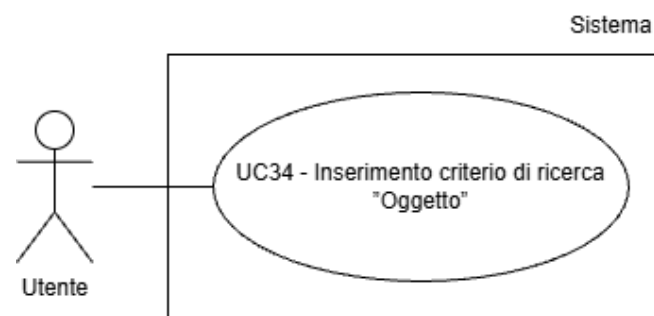 Sistema
UC34 - Inserimento criterio di ricerca
”Oggetto”
Utente